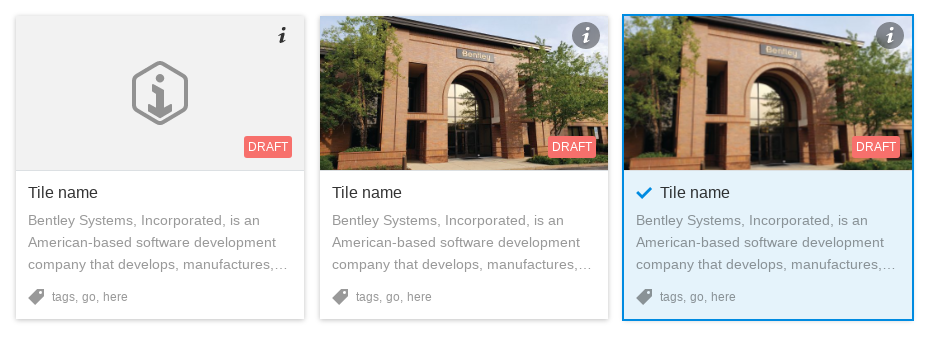 DRAFT
Tile name
Bentley Systems, Incorporated, is an
American-based software development
company that develops, manufactures,...
tags, go, here
Bentley
DRAFT
Tile name
Bentley Systems, Incorporated, is an
American-based software development
company that develops, manufactures,...
tags, go, here
Bentley
DRAFT
Tile name
Bentley Systems, Incorporated, is an
American-based software development
company that develops, manufactures,...
tags, go, here